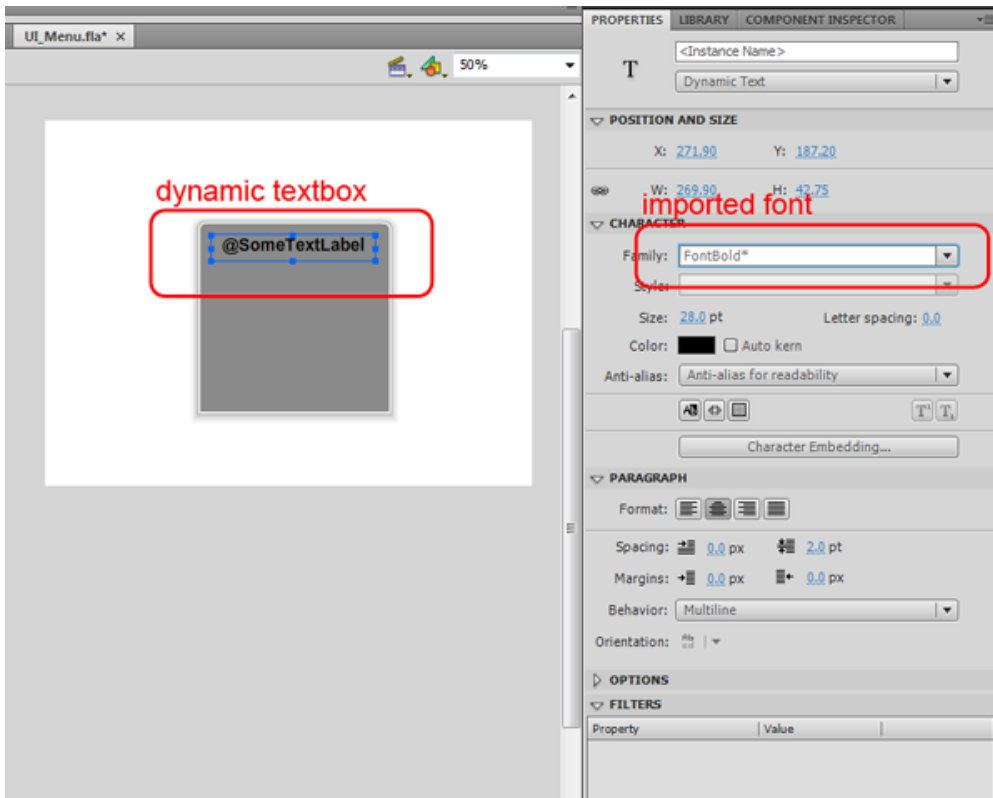 UI_Menu.fla* ×
50%
dynamic textbox
@SomeTextLabel
PROPERTIES LIBRARY COMPONENT INSPECTOR
T
<Instance Name>
Dynamic Text
POSITION AND SIZE
X: 271.90 Y: 187.20
W: 269.90 H: 42.75
imported font
CHARACTER
Family: FontBold*
Style:
Size: 28.0 pt Letter spacing: 0.0
Color: Auto kern
Anti-alias: Anti-alias for readability
Character Embedding...
PARAGRAPH
Format:
Spacing: 0.0 px 2.0 pt
Margins: 0.0 px 0.0 px
Behavior: Multiline
Orientation:
OPTIONS
FILTERS
Property Value